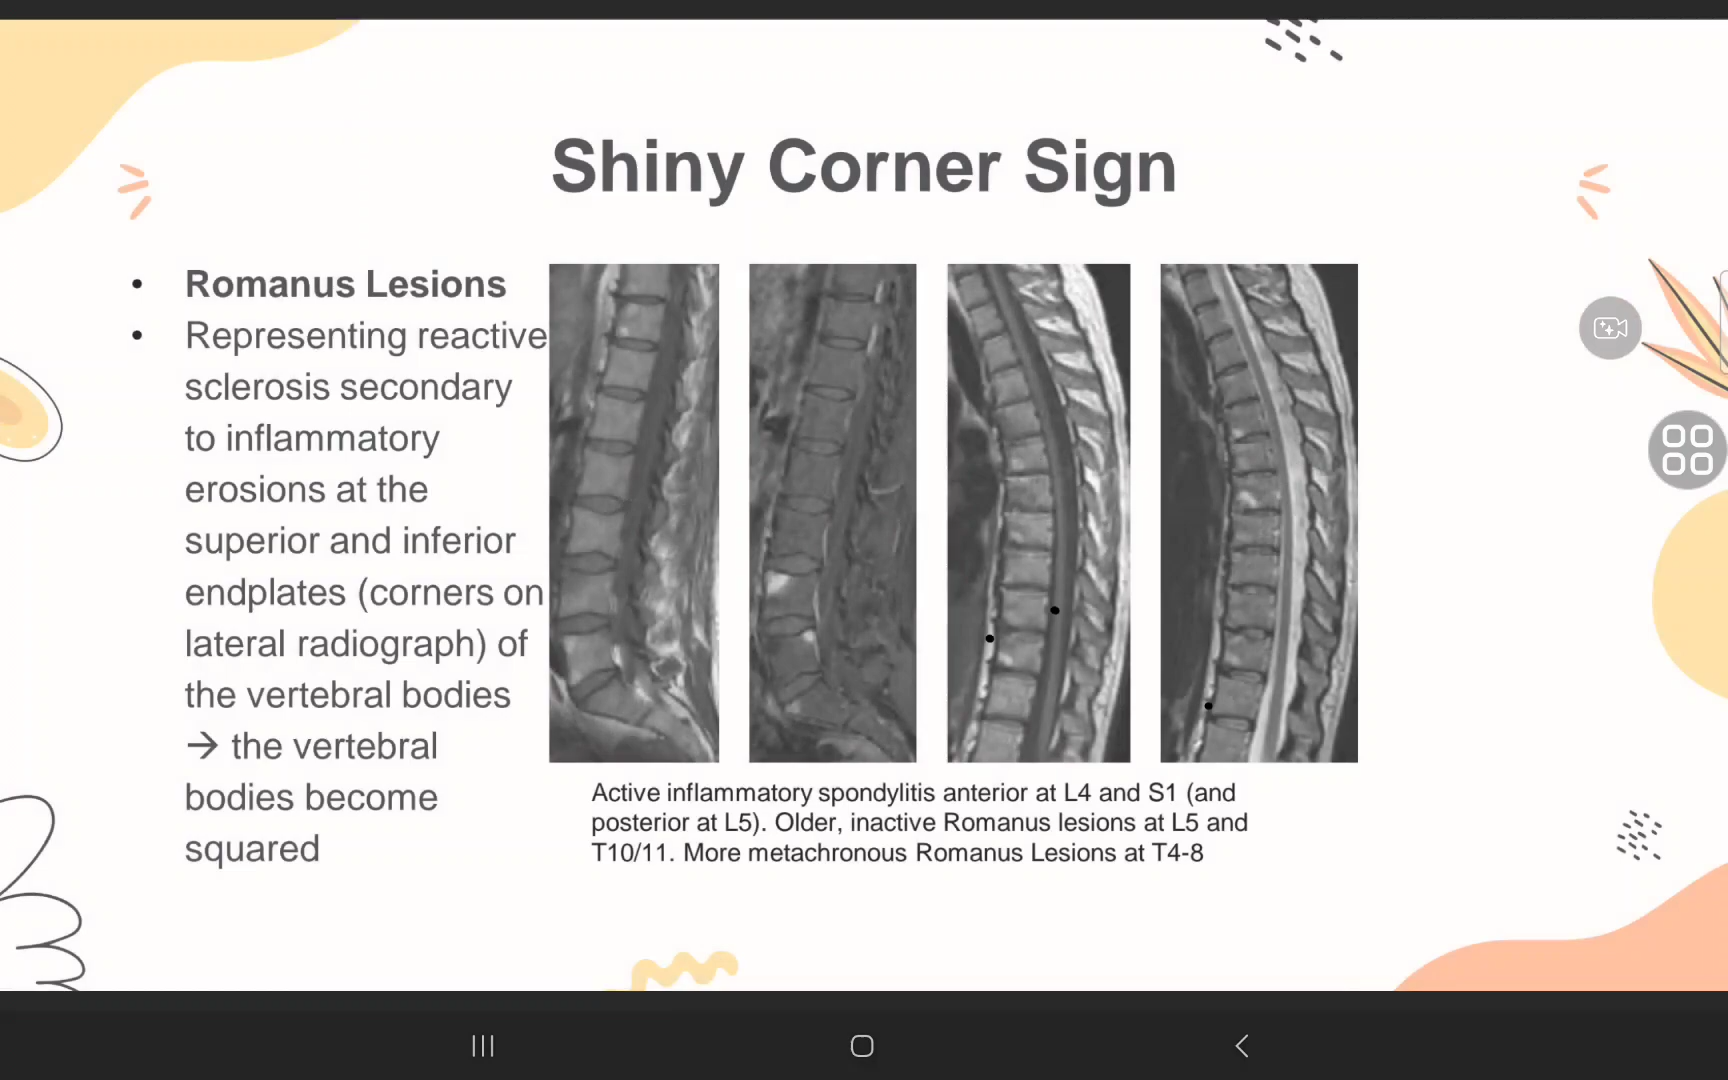 Shiny Corner Sign
• Romanus Lesions
• Representing reactive
sclerosis secondary
to inflammatory
erosions at the
superior and inferior
endplates (corners on
lateral radiograph) of
the vertebral bodies
→ the vertebral
bodies become
squared
Active inflammatory spondylitis anterior at L4 and S1 (and
posterior at L5). Older, inactive Romanus lesions at L5 and
T10/11. More metachronous Romanus Lesions at T4-8